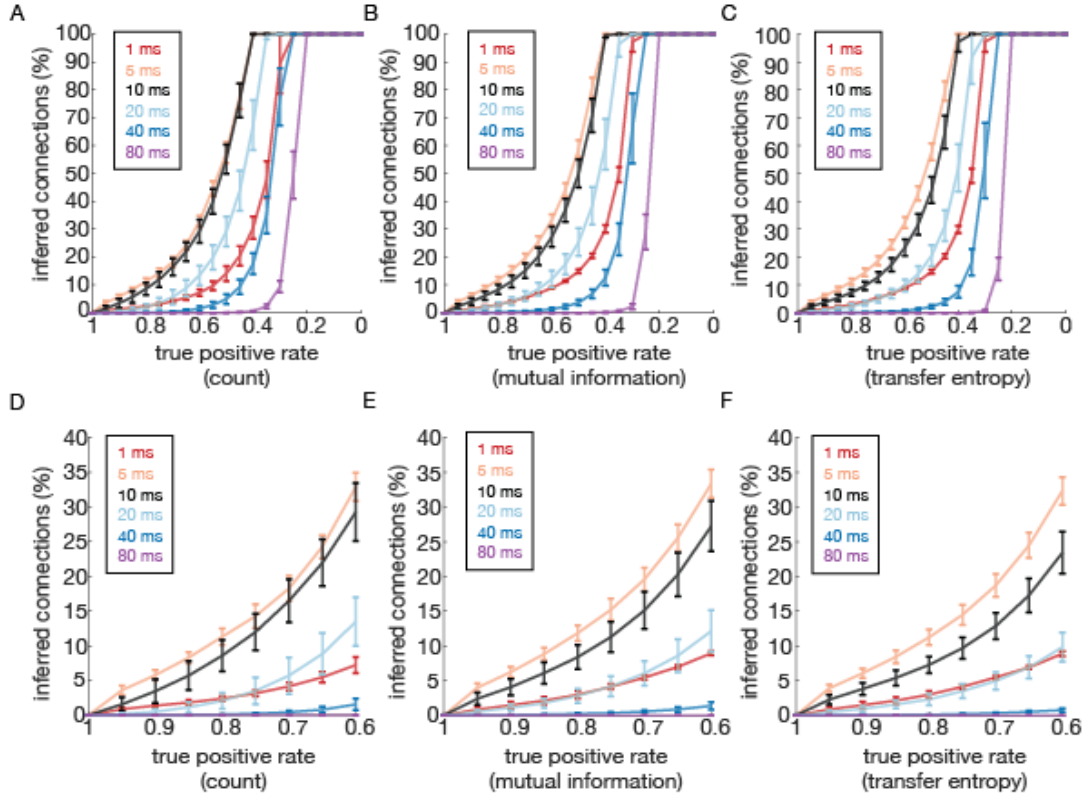 A
B
C
inferred connections (%)
100
90
80
70
60
50
40
30
20
10
0
1 ms
5 ms
10 ms
20 ms
40 ms
80 ms
1
0.8
0.6
0.4
0.2
0
true positive rate
(count)
inferred connections (%)
100
90
80
70
60
50
40
30
20
10
0
1 ms
5 ms
10 ms
20 ms
40 ms
80 ms
1
0.8
0.6
0.4
0.2
0
true positive rate
(mutual information)
inferred connections (%)
100
90
80
70
60
50
40
30
20
10
0
1 ms
5 ms
10 ms
20 ms
40 ms
80 ms
1
0.8
0.6
0.4
0.2
0
true positive rate
(transfer entropy)
D
E
F
inferred connections (%)
40
35
30
25
20
15
10
5
0
1 ms
5 ms
10 ms
20 ms
40 ms
80 ms
1
0.9
0.8
0.7
0.6
true positive rate
(count)
inferred connections (%)
40
35
30
25
20
15
10
5
0
1 ms
5 ms
10 ms
20 ms
40 ms
80 ms
1
0.9
0.8
0.7
0.6
true positive rate
(mutual information)
inferred connections (%)
40
35
30
25
20
15
10
5
0
1 ms
5 ms
10 ms
20 ms
40 ms
80 ms
1
0.9
0.8
0.7
0.6
true positive rate
(transfer entropy)